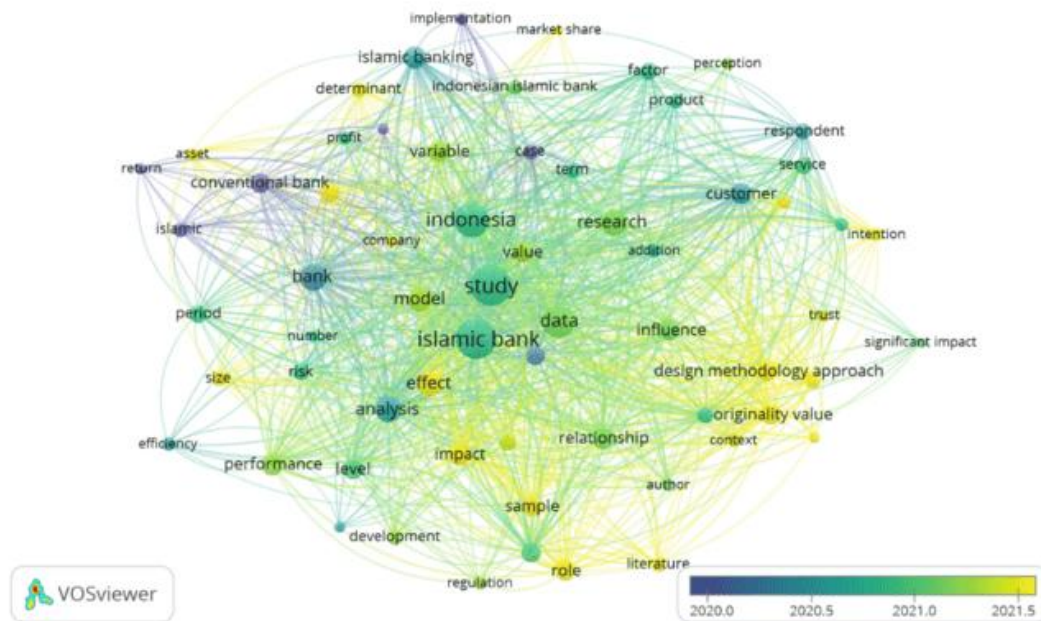 implementation
market share
islamic banking
factor
perception
determinant
indonesian islamic bank
product
profit
respondent
asset
variable
case
term
service
return
conventional bank
customer
islamic
company
indonesia
research
value
addition
intention
bank
study
model
period
number
islamic bank
data
influence
trust
significant impact
size
risk
effect
design methodology approach
analysis
originality value
efficiency
performance
level
impact
relationship
context
author
sample
development
regulation
role
literature
VOSviewer
2020.0 2020.5 2021.0 2021.5